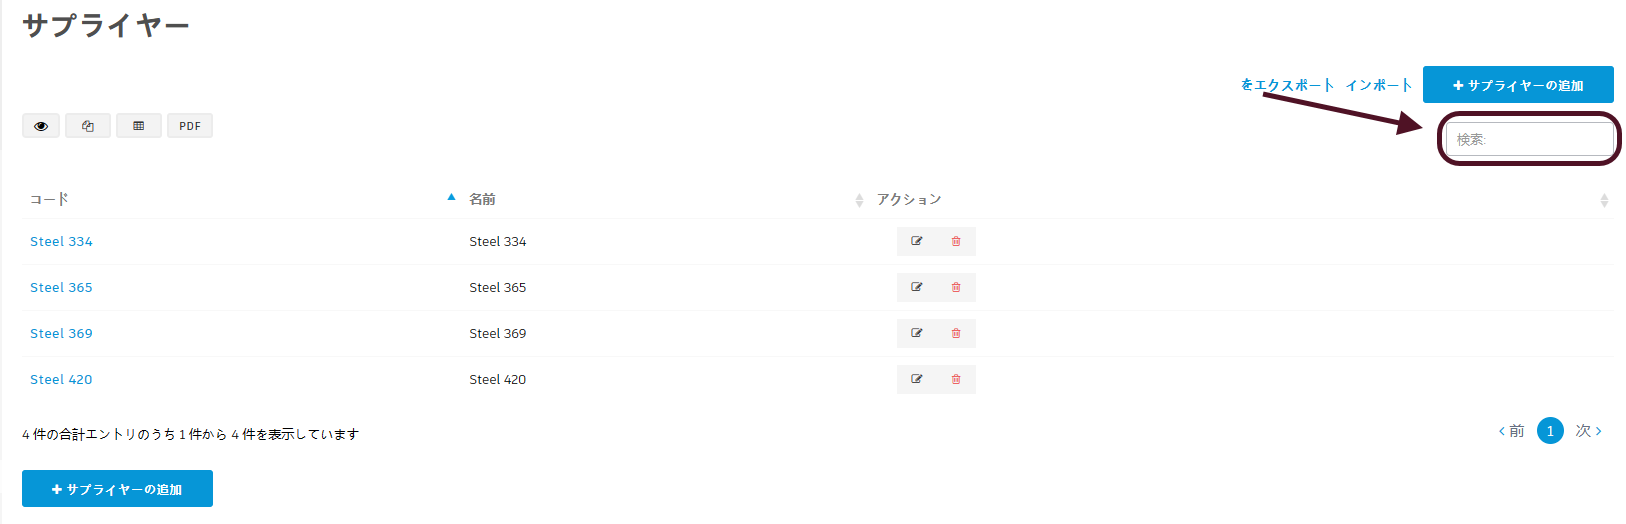 サプライヤー
をエクスポート インポート サプライヤーの追加
PDF
検索:
コード 名前 アクション
Steel 334 Steel 334
Steel 365 Steel 365
Steel 369 Steel 369
Steel 420 Steel 420
4 件の合計エントリのうち 1 件から 4 件を表示しています
前 1 次
サプライヤーの追加